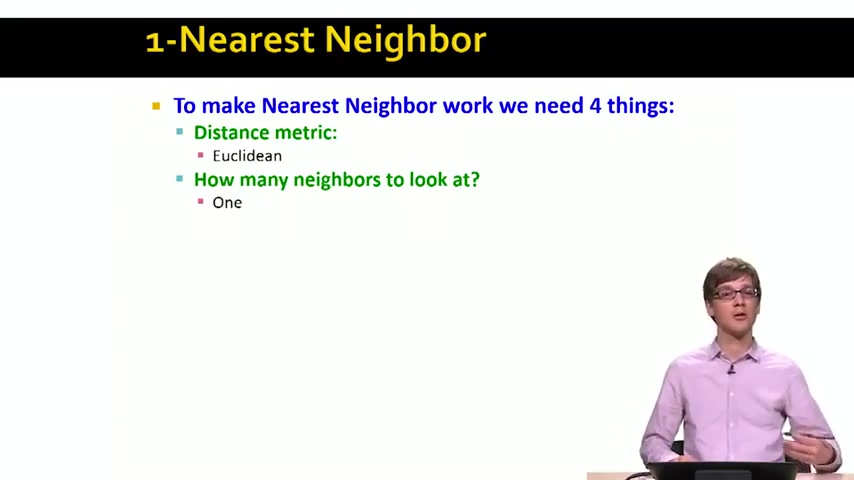 1-Nearest Neighbor
To make Nearest Neighbor work we need 4 things:
Distance metric:
Euclidean
How many neighbors to look at?
One